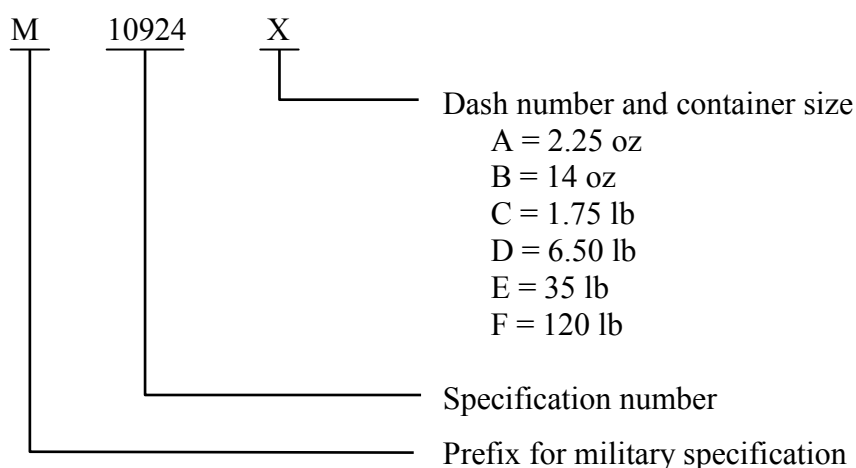 M 10924 X
Dash number and container size
A = 2.25 oz
B = 14 oz
C = 1.75 lb
D = 6.50 lb
E = 35 lb
F = 120 lb
Specification number
Prefix for military specification